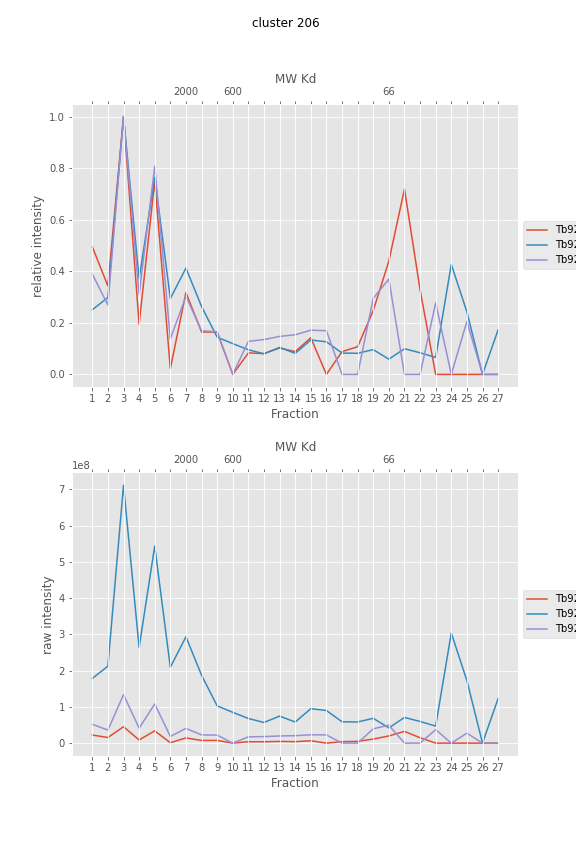 cluster 206
MW Kd
2000 600 66
1.0
0.8
0.6
0.4
0.2
0.0
relative intensity
Tb92
Tb92
Tb92
1 2 3 4 5 6 7 8 9 10 11 12 13 14 15 16 17 18 19 20 21 22 23 24 25 26 27
Fraction
MW Kd
1e8
2000 600 66
7
6
5
4
3
2
1
0
raw intensity
Tb92
Tb92
Tb92
1 2 3 4 5 6 7 8 9 10 11 12 13 14 15 16 17 18 19 20 21 22 23 24 25 26 27
Fraction